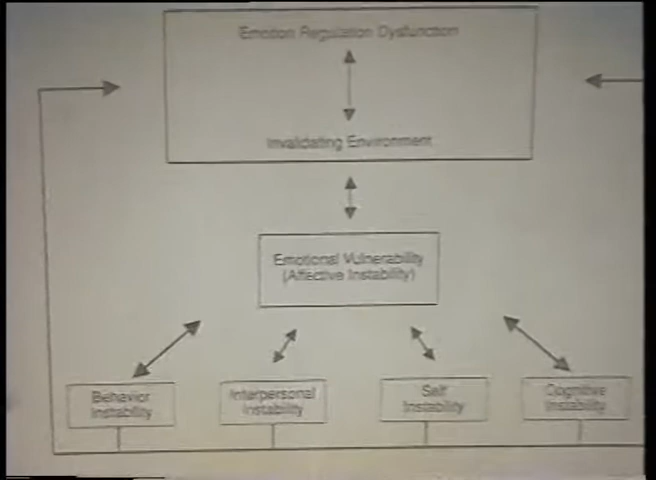 Emotion Regulation Dysfunction
Invalidating Environment
Emotional Vulnerability
(Affective Instability)
Behavior
Instability
Interpersonal
Instability
Self
Instability
Cognitive
Instability